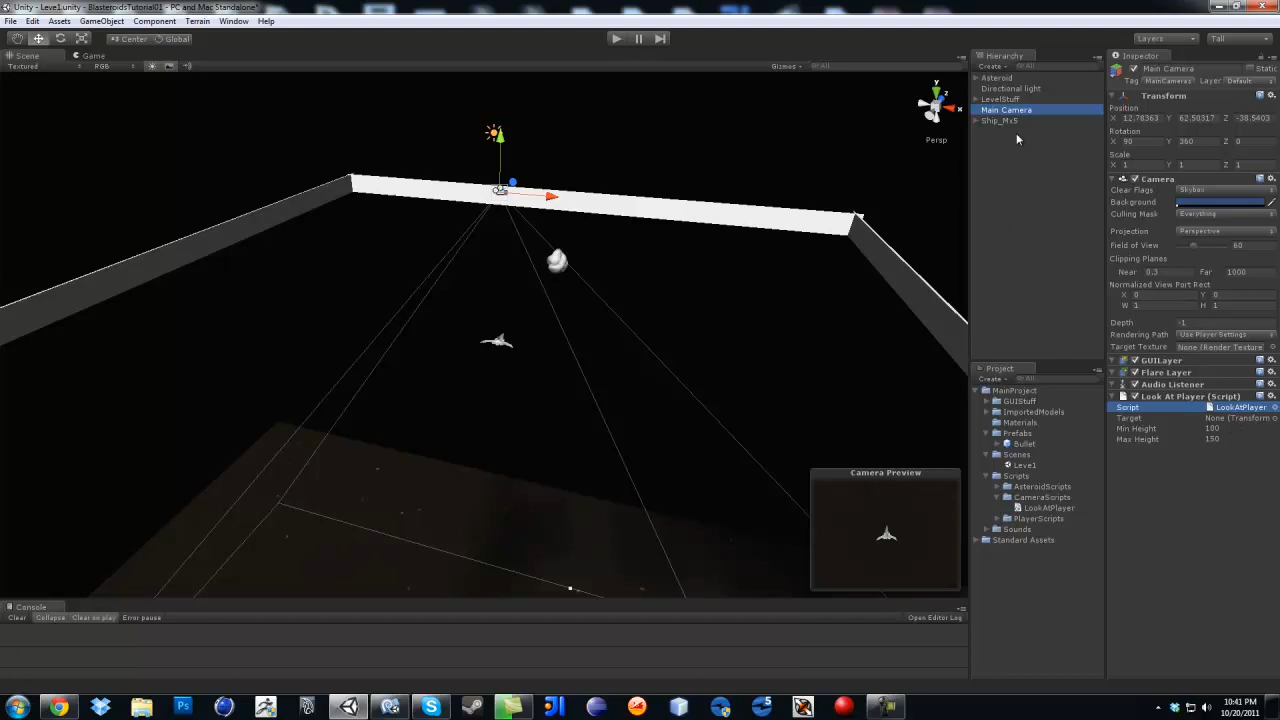 Unity - Leve1.unity - BlasteroidsTutorial01 - PC and Mac Standalone*
File Edit Assets GameObject Component Terrain Window Help
Center Global Layers Tall
Scene Game
Textured RGB Gizmos All
y
z
x
Persp
Camera Preview
Hierarchy
Create All
Asteroid
Directional light
LevelStuff
Main Camera
Ship_Mx5
Project
Create All
MainProject
GUIStuff
ImportedModels
Materials
Prefabs
Bullet
Scenes
Leve1
Scripts
AsteroidScripts
CameraScripts
LookAtPlayer
PlayerScripts
Sounds
Standard Assets
Inspector
Main Camera Static
Tag MainCamera Layer Default
Transform
Position
X 12.78363 Y 62.50317 Z -38.5403
Rotation
X 90 Y 360 Z 0
Scale
X 1 Y 1 Z 1
Camera
Clear Flags Skybox
Background
Culling Mask Everything
Projection Perspective
Field of View 60
Clipping Planes
Near 0.3 Far 1000
Normalized View Port Rect
X 0 Y 0
W 1 H 1
Depth -1
Rendering Path Use Player Settings
Target Texture None (Render Texture
GUILayer
Flare Layer
Audio Listener
Look At Player (Script)
Script LookAtPlayer
Target None (Transform
Min Height 100
Max Height 150
Console
Clear Collapse Clear on play Error pause Open Editor Log
10:41 PM
10/20/2011